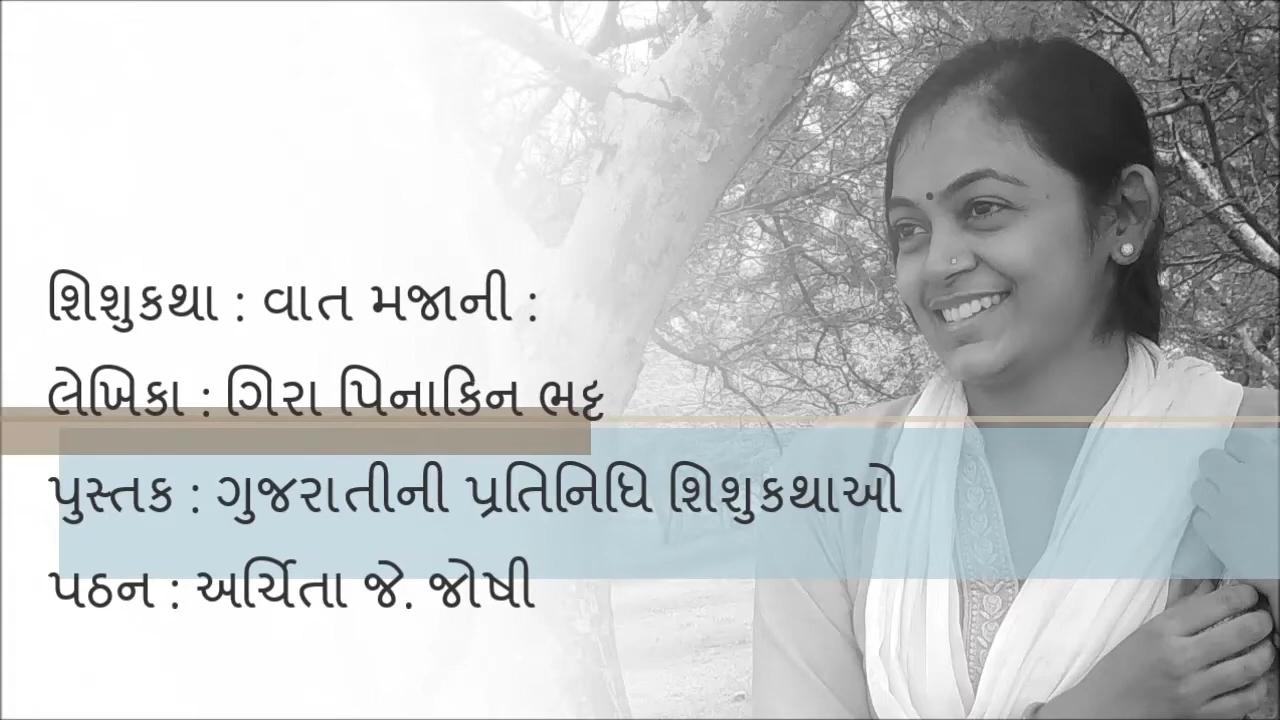 શિશુકથા : વાત મજાની :
લેખિકા : ગિરા પિનાકિન ભટ્ટ
પુસ્તક : ગુજરાતીની પ્રતિનિધિ શિશુકથાઓ
પઠન : અર્ચિતા જે. જોષી